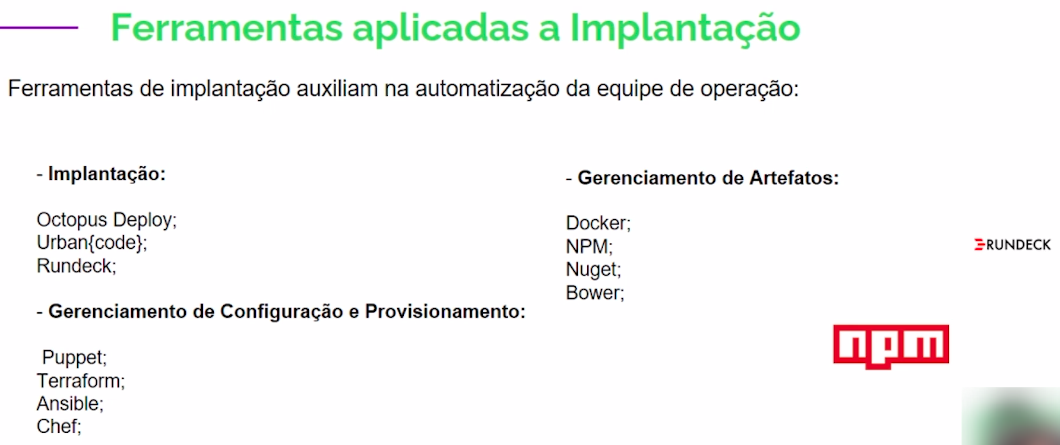 Ferramentas aplicadas a Implantação
Ferramentas de implantação auxiliam na automatização da equipe de operação:
- Implantação:
Octopus Deploy;
Urban{code};
Rundeck;
- Gerenciamento de Configuração e Provisionamento:
Puppet;
Terraform;
Ansible;
Chef;
- Gerenciamento de Artefatos:
Docker;
NPM;
Nuget;
Bower;
RUNDECK
npm